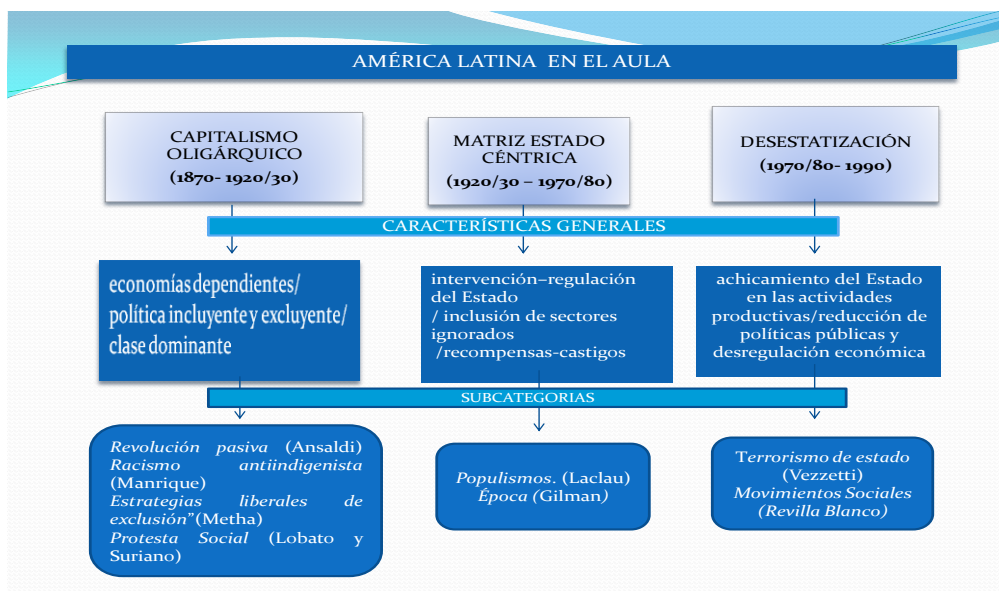 AMÉRICA LATINA EN EL AULA
CAPITALISMO
OLIGÁRQUICO
(1870- 1920/30)
MATRIZ ESTADO
CÉNTRICA
(1920/30 – 1970/80)
DESESTATIZACIÓN
(1970/80- 1990)
CARACTERÍSTICAS GENERALES
economías dependientes/
política incluyente y excluyente/
clase dominante
intervención–regulación
del Estado
/ inclusión de sectores
ignorados
/recompensas-castigos
achicamiento del Estado
en las actividades
productivas/reducción de
políticas públicas y
desregulación económica
SUBCATEGORIAS
Revolución pasiva (Ansaldi)
Racismo antiindigenista
(Manrique)
Estrategias liberales de
exclusión”(Metha)
Protesta Social (Lobato y
Suriano)
Populismos. (Laclau)
Época (Gilman)
Terrorismo de estado
(Vezzetti)
Movimientos Sociales
(Revilla Blanco)